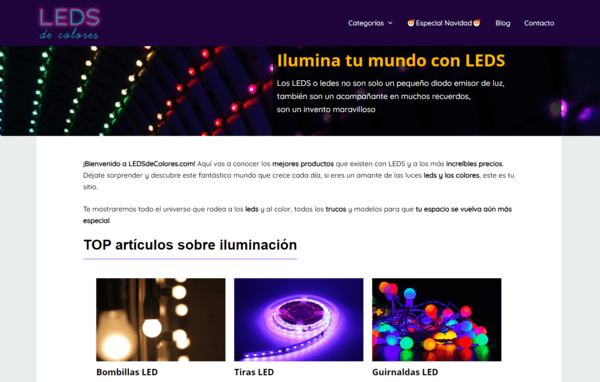 LEDS
de colores
Categorías
Especial Navidad
Blog
Contacto
Ilumina tu mundo con LEDS
Los LEDS o ledes no son solo un pequeño diodo emisor de luz,
también son un acompañante en muchos recuerdos,
son un invento maravilloso
¡Bienvenido a LEDSdeColores.com! Aquí vas a conocer los mejores productos que existen con LEDS y a los más increíbles precios.
Déjate sorprender y descubre este fantástico mundo que crece cada día, si eres un amante de las luces leds y los colores, este es tu
sitio.
Te mostraremos todo el universo que rodea a los leds y al color, todos los trucos y modelos para que tu espacio se vuelva aún más
especial.
TOP artículos sobre iluminación
Bombillas LED
Tiras LED
Guirnaldas LED